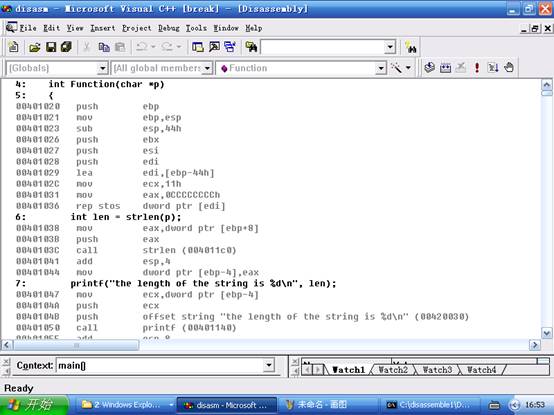 disasm - Microsoft Visual C++ [break] - [Disassembly]
File Edit View Insert Project Debug Tools Window Help
(Globals) [All global members Function
4: int Function(char *p)
5: {
00401020 push ebp
00401021 mov ebp,esp
00401023 sub esp,44h
00401026 push ebx
00401027 push esi
00401028 push edi
00401029 lea edi,[ebp-44h]
0040102C mov ecx,11h
00401031 mov eax,0CCCCCCCCh
00401036 rep stos dword ptr [edi]
6: int len = strlen(p);
00401038 mov eax,dword ptr [ebp+8]
0040103B push eax
0040103C call strlen (004011c0)
00401041 add esp,4
00401044 mov dword ptr [ebp-4],eax
7: printf("the length of the string is %d\n", len);
00401047 mov ecx,dword ptr [ebp-4]
0040104A push ecx
0040104B push offset string "the length of the string is %d\n" (00420030)
00401050 call printf (00401140)
00401055 add esp,8
Context: main()
Watch1 Watch2 Watch3 Watch4
Ready
开始 2 Windows Explo... disasm - Microsoft ... 未命名 - 画图 C:\disassemble1\D... 16:53